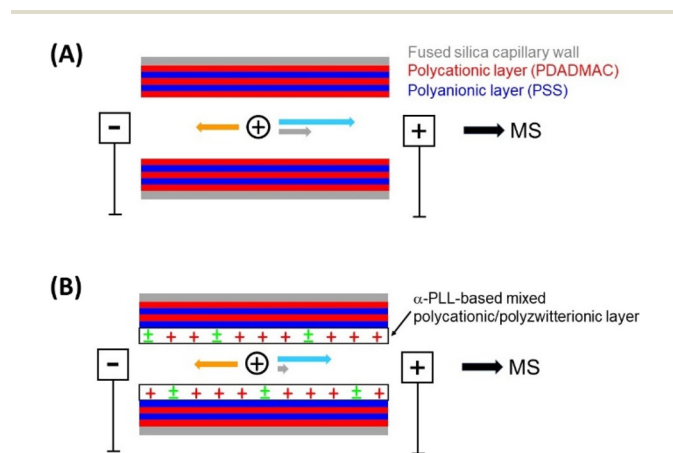 (A)
Fused silica capillary wall
Polycationic layer (PDADMAC)
Polyanionic layer (PSS)
- + + MS
(B)
α-PLL-based mixed
polycationic/polyzwitterionic layer
± + + ± + + + ± + +
- + + MS
+ ± + + + ± + + + ± +